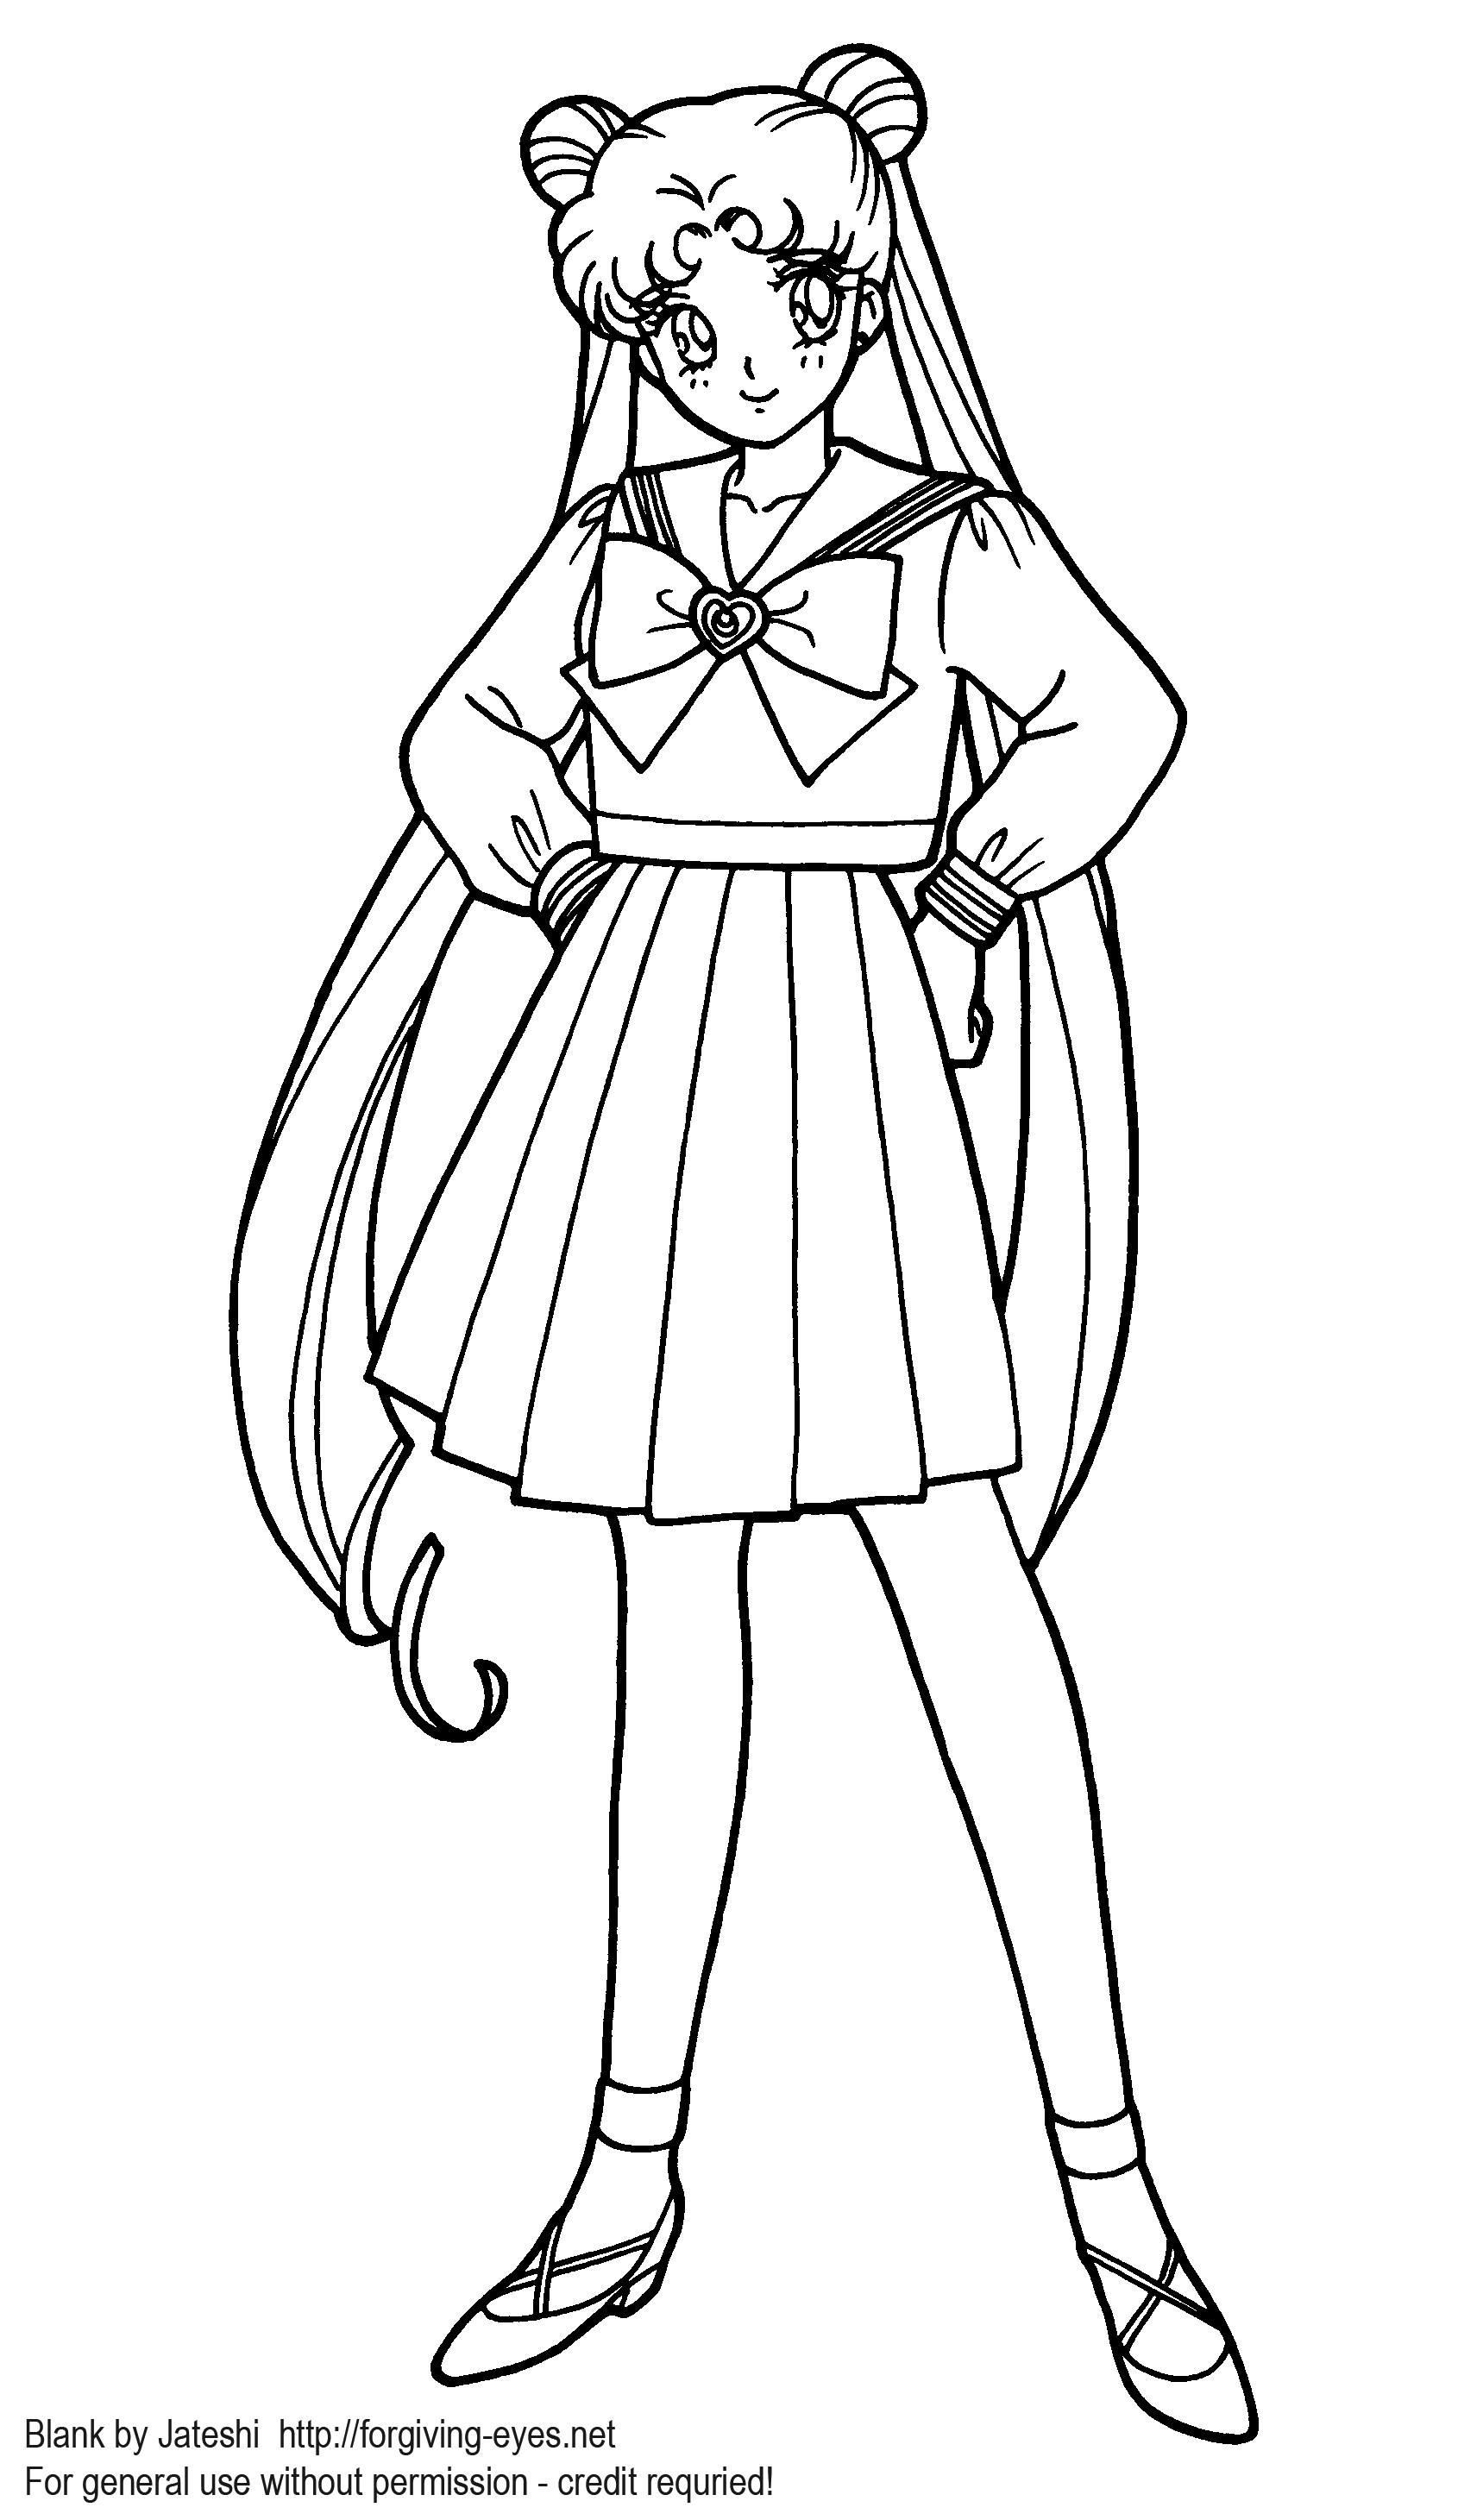 Blank by Jateshi  http://forgiving-eyes.net
For general use without permission - credit requried!